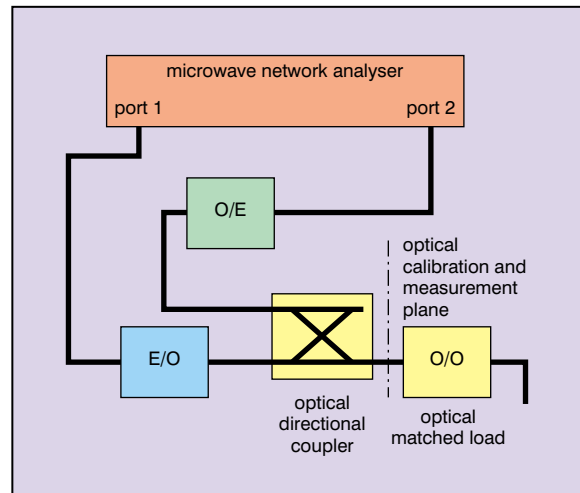 microwave network analyser
port 1
port 2
O/E
optical
calibration and
measurement
plane
E/O
O/O
optical
directional
coupler
optical
matched load